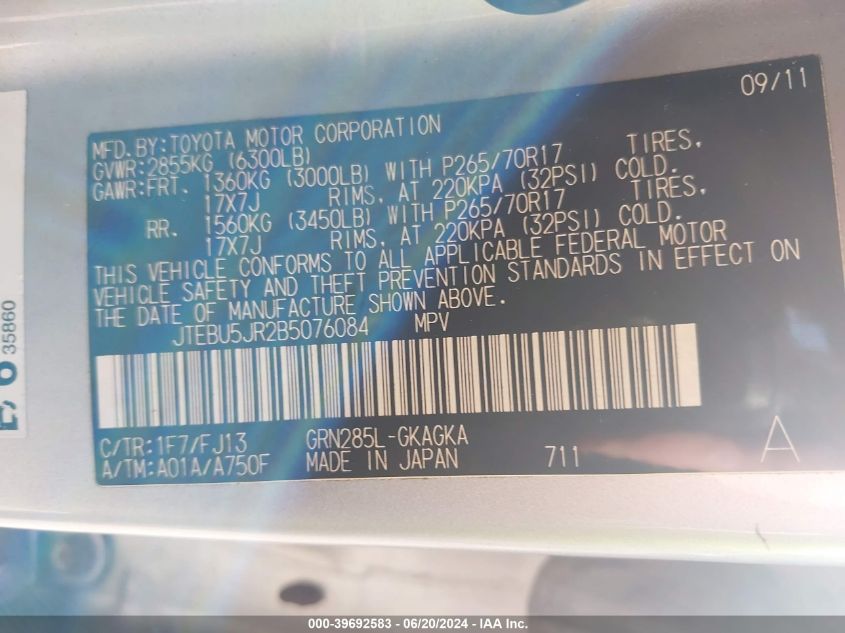 09/11
MFD.BY:TOYOTA MOTOR CORPORATION
GVWR:2855KG (6300LB)
GAWR:FRT. 1360KG (3000LB) WITH P265/70R17 TIRES,
17X7J RIMS, AT 220KPA (32PSI) COLD.
RR. 1560KG (3450LB) WITH P265/70R17 TIRES,
17X7J RIMS, AT 220KPA (32PSI) COLD.
THIS VEHICLE CONFORMS TO ALL APPLICABLE FEDERAL MOTOR
VEHICLE SAFETY AND THEFT PREVENTION STANDARDS IN EFFECT ON
THE DATE OF MANUFACTURE SHOWN ABOVE.
JTEBU5JR2B5076084 MPV
C/TR:1F7/FJ13 GRN285L-GKAGKA
A/TM:A01A/A750F MADE IN JAPAN 711 A
35860
000-39692583 - 06/20/2024 - IAA Inc.